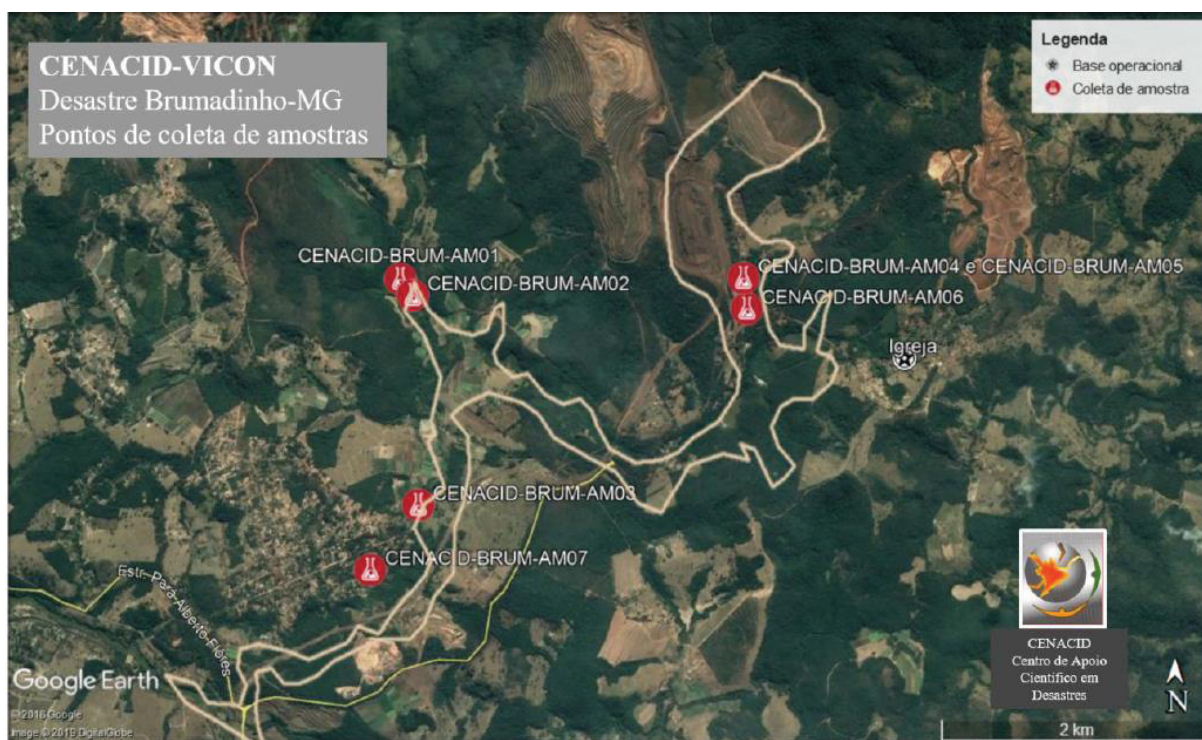 CENACID-VICON
Desastre Brumadinho-MG
Pontos de coleta de amostras
Legenda
Base operacional
Coleta de amostra
CENACID-BRUM-AM01
CENACID-BRUM-AM02
CENACID-BRUM-AM04 e CENACID-BRUM-AM05
CENACID-BRUM-AM06
Igreja
CENACID-BRUM-AM03
CENACID-BRUM-AM07
Estr. Pará-Alberto-Flores
CENACID
Centro de Apoio
Científico em
Desastres
Google Earth
© 2018 Google
Image © 2019 DigitalGlobe
N
2 km